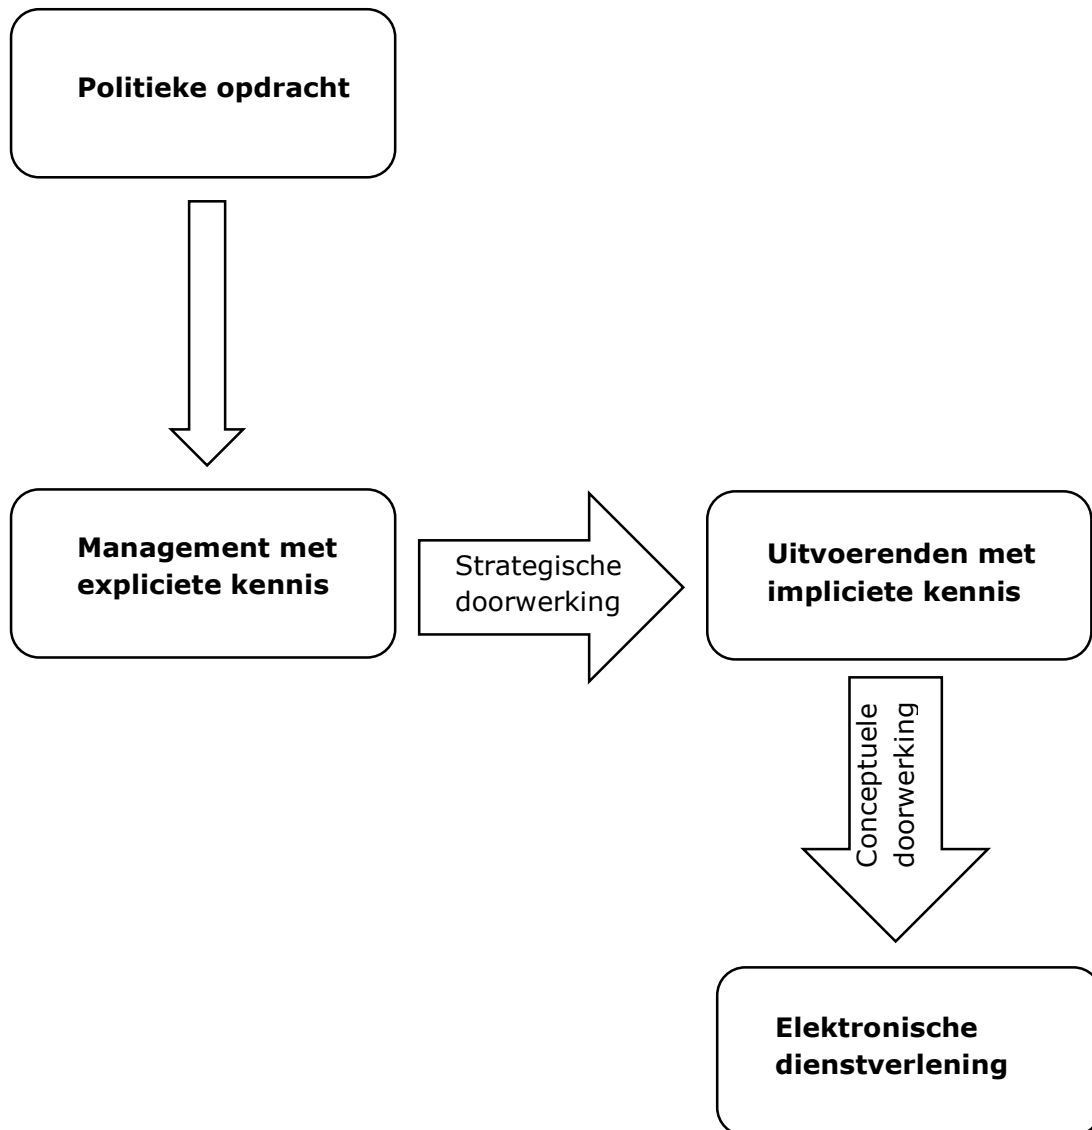 Politieke opdracht
Management met
expliciete kennis
Strategische
doorwerking
Uitvoerenden met
impliciete kennis
Conceptuele
doorwerking
Elektronische
dienstverlening